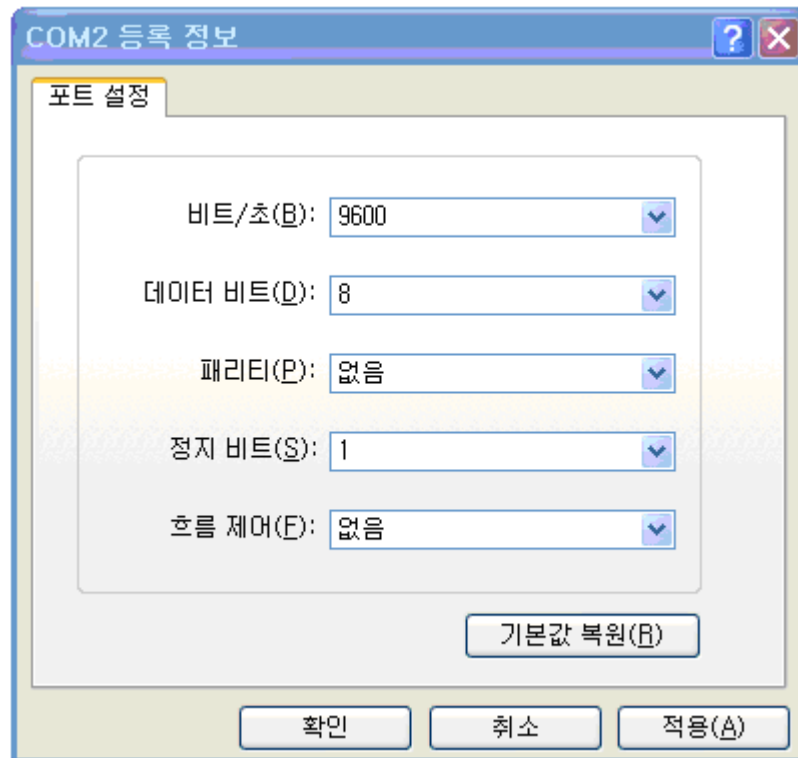 COM2 등록 정보
포트 설정
비트/초(B): 9600
데이터 비트(D): 8
패리티(P): 없음
정지 비트(S): 1
흐름 제어(F): 없음
기본값 복원(R)
확인 취소 적용(A)